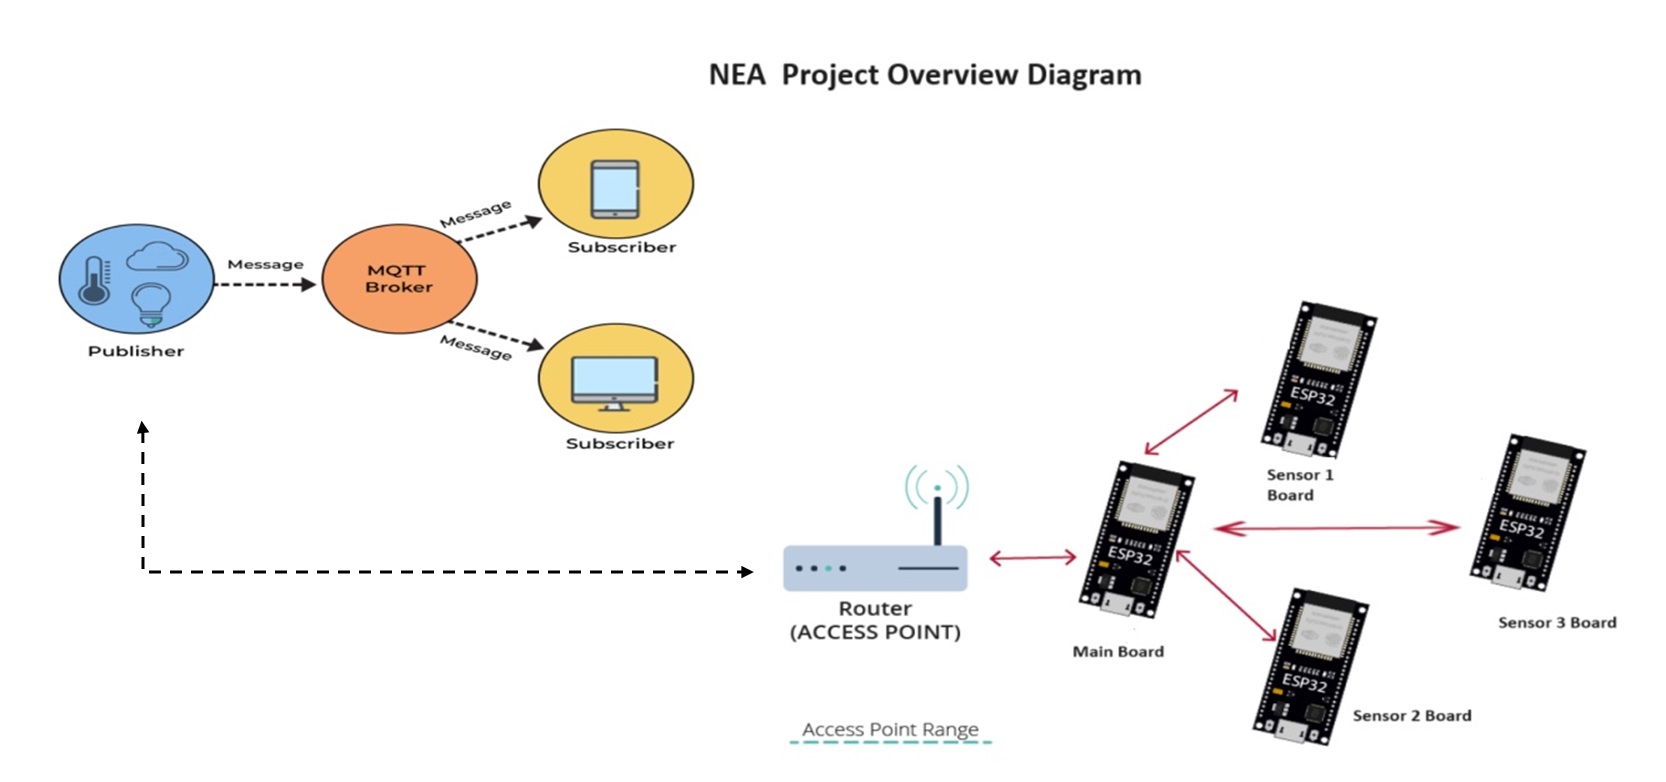 NEA Project Overview Diagram
Message
Subscriber
Message
MQTT
Broker
Publisher
Message
Subscriber
ESP32
Sensor 1
Board
ESP32
ESP32
Router
(ACCESS POINT)
Sensor 3 Board
Main Board
ESP32
Sensor 2 Board
Access Point Range